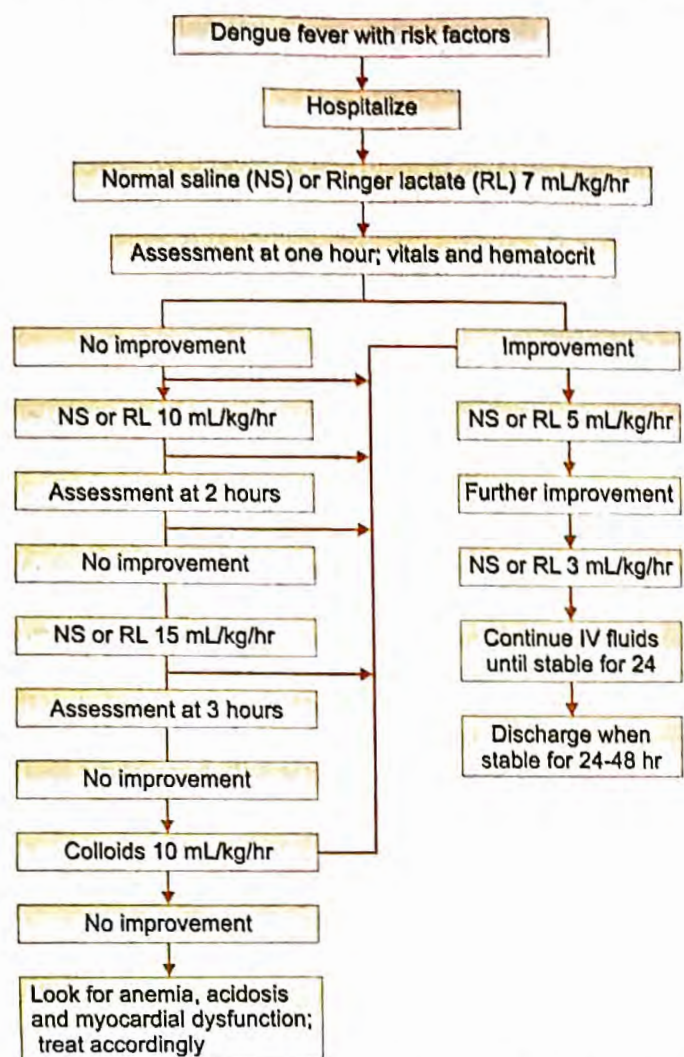 Dengue fever with risk factors
Hospitalize
Normal saline (NS) or Ringer lactate (RL) 7 mL/kg/hr
Assessment at one hour; vitals and hematocrit
No improvement
NS or RL 10 mL/kg/hr
Assessment at 2 hours
No improvement
NS or RL 15 mL/kg/hr
Assessment at 3 hours
No improvement
Colloids 10 mL/kg/hr
No improvement
Look for anemia, acidosis
and myocardial dysfunction;
treat accordingly
Improvement
NS or RL 5 mL/kg/hr
Further improvement
NS or RL 3 mL/kg/hr
Continue IV fluids
until stable for 24
Discharge when
stable for 24-48 hr